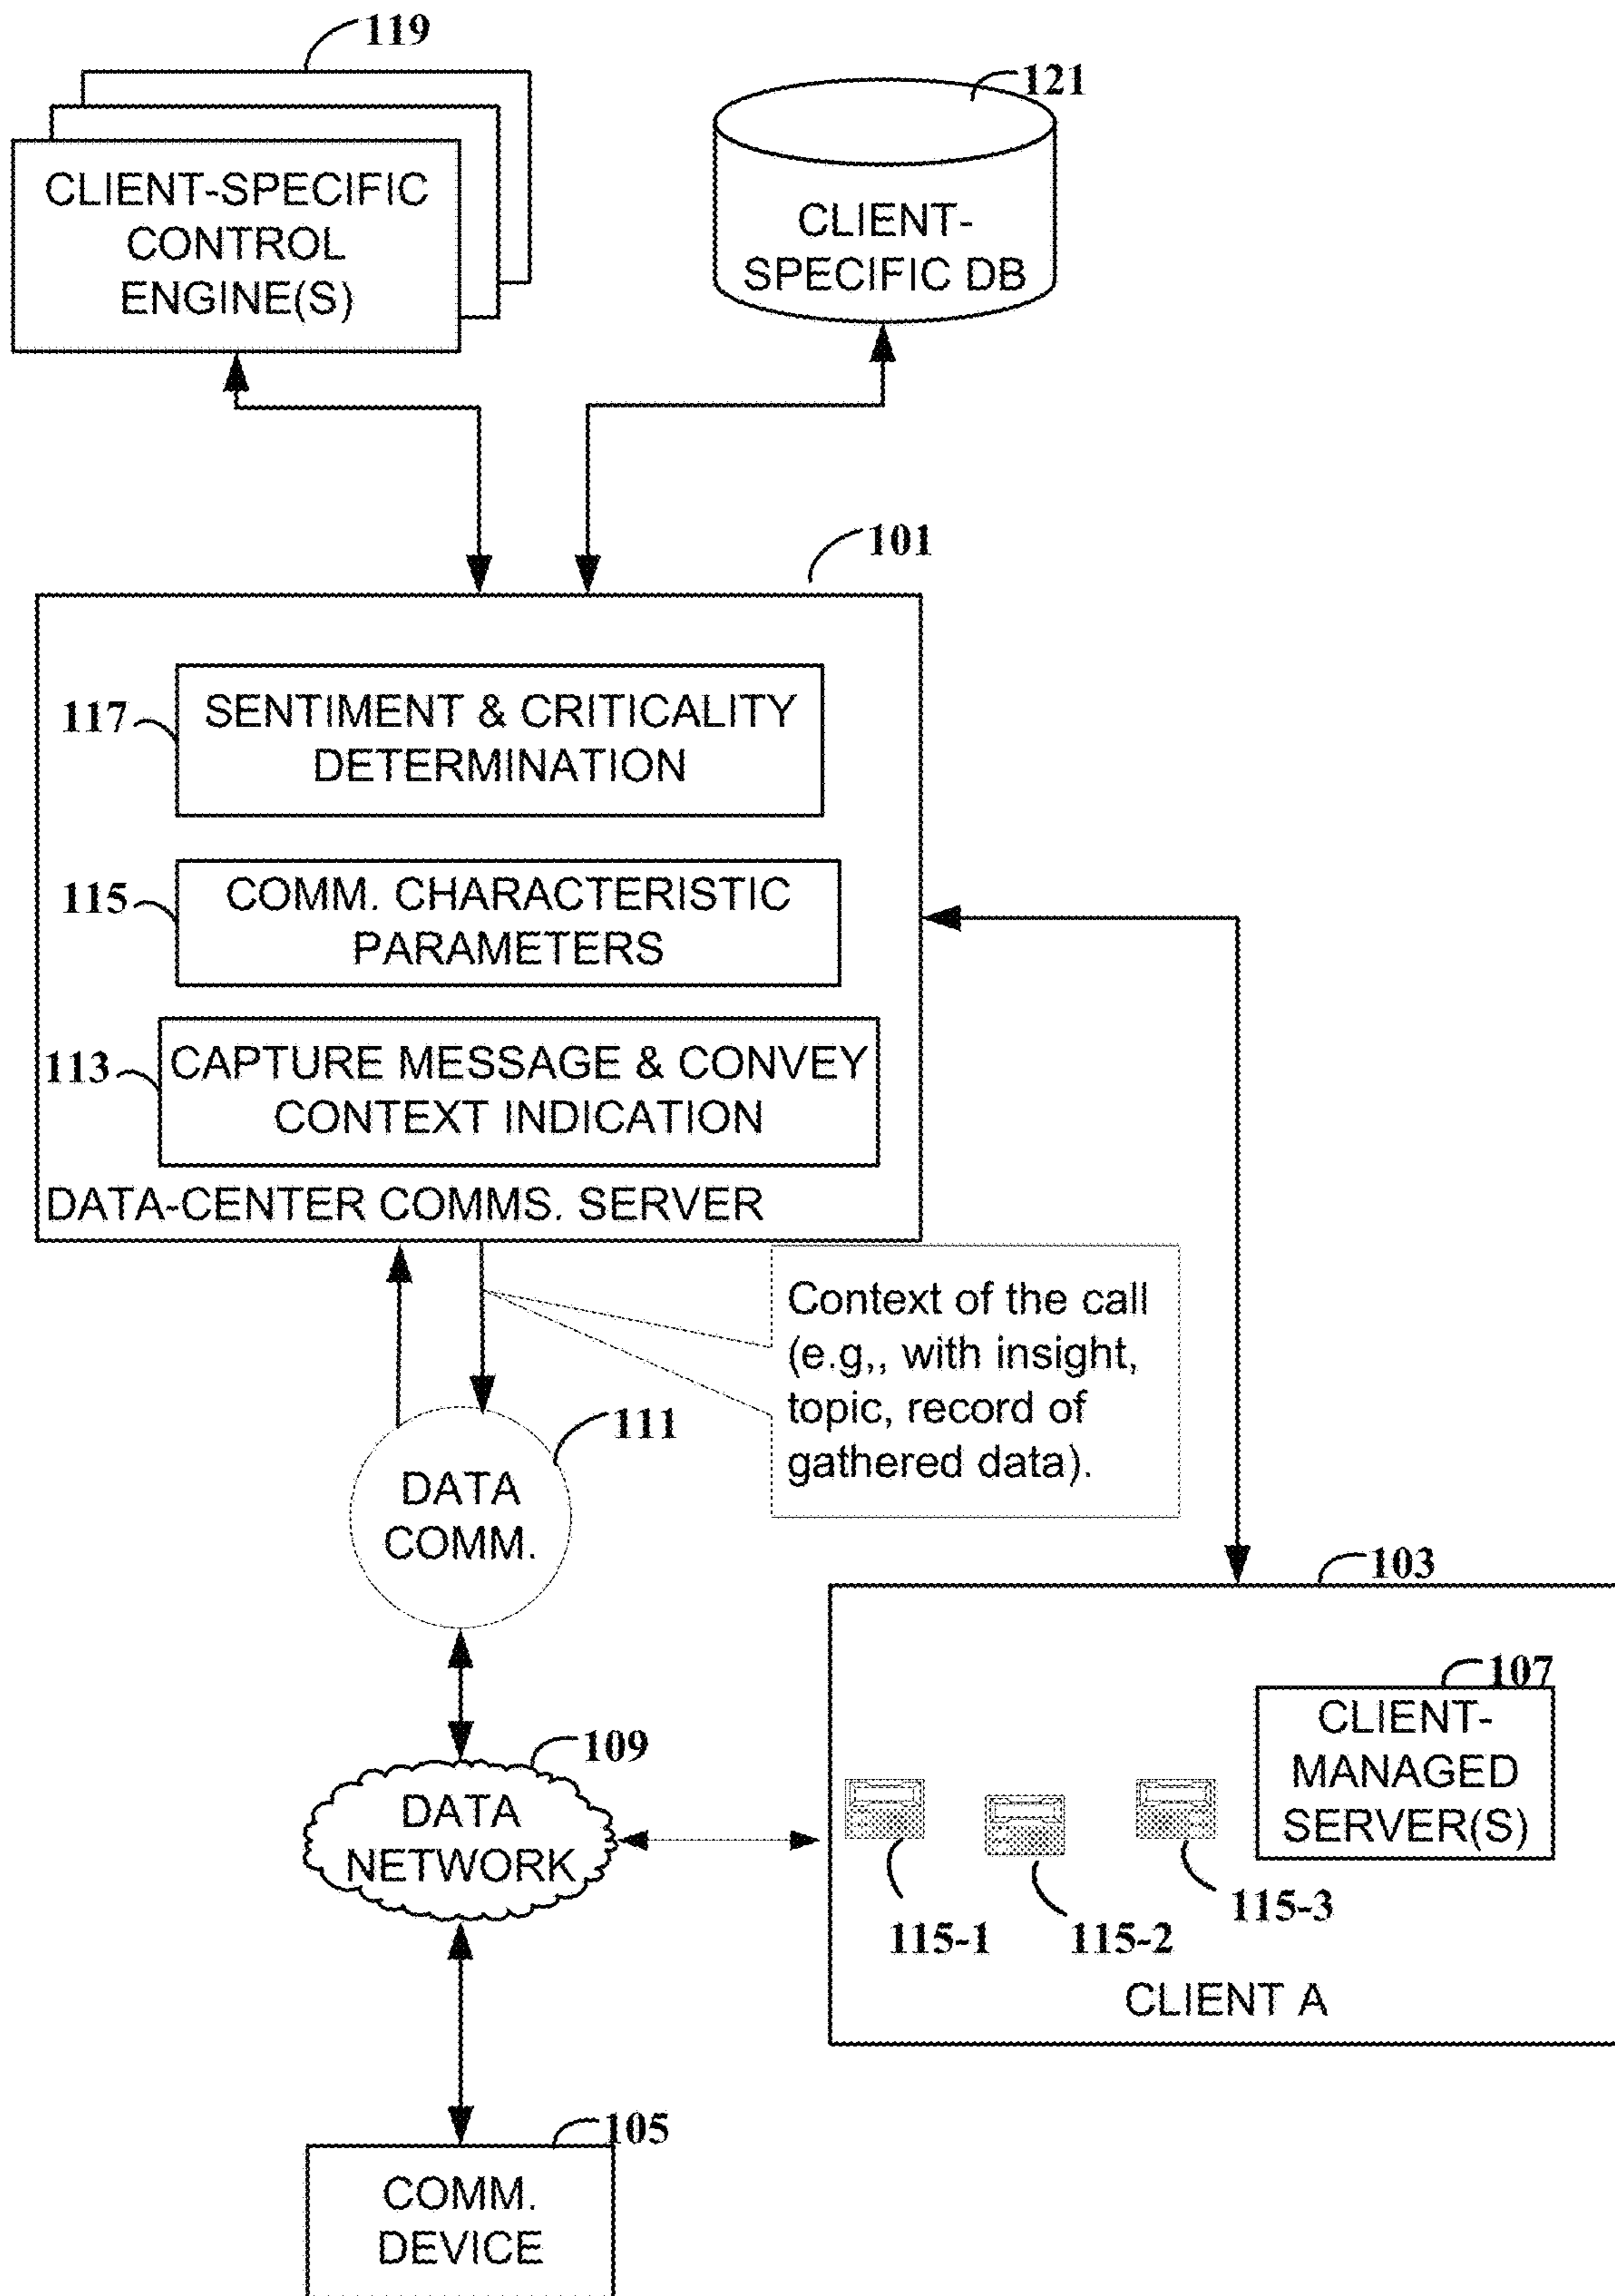 119
CLIENT-SPECIFIC
CONTROL
ENGINE(S)
121
CLIENT-
SPECIFIC DB
101
117
SENTIMENT & CRITICALITY
DETERMINATION
115
COMM. CHARACTERISTIC
PARAMETERS
113
CAPTURE MESSAGE & CONVEY
CONTEXT INDICATION
DATA-CENTER COMMS. SERVER
Context of the call
(e.g,, with insight,
topic, record of
gathered data).
111
DATA
COMM.
103
107
CLIENT-
MANAGED
SERVER(S)
109
DATA
NETWORK
115-1
115-2
115-3
CLIENT A
105
COMM.
DEVICE